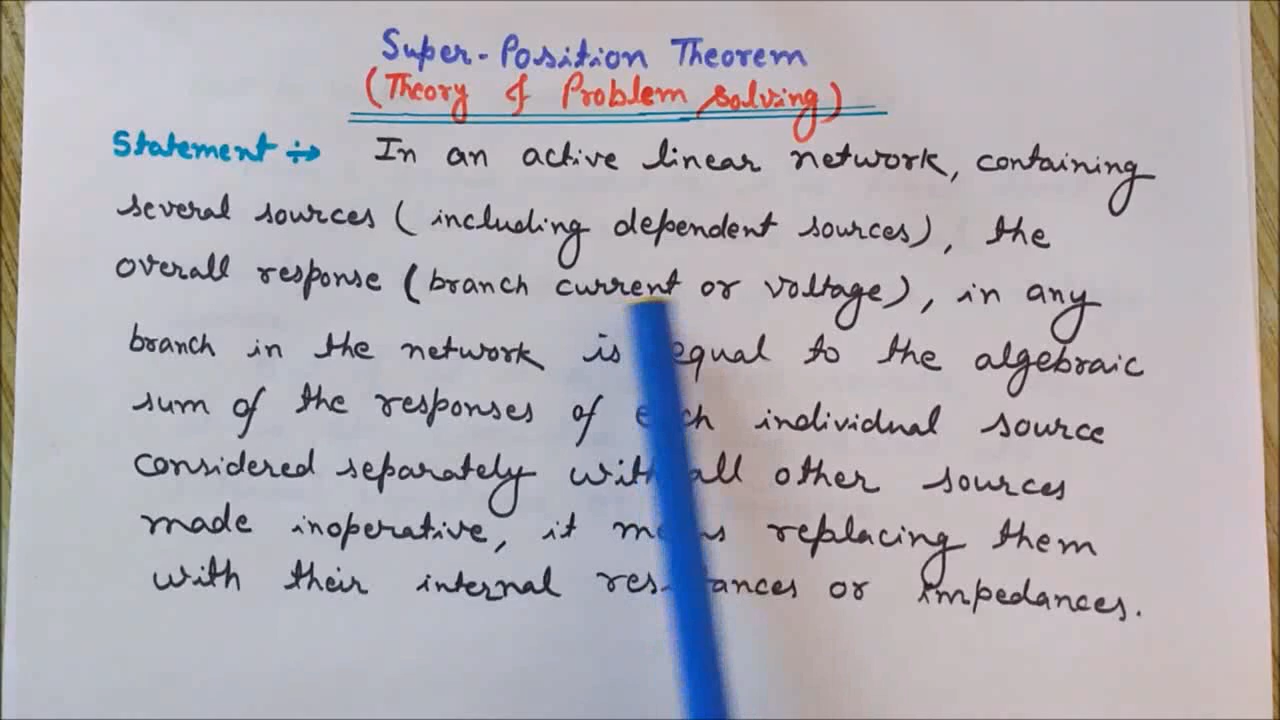 Super-Position Theorem
(Theory & Problem solving)
Statement :→ In an active linear network, containing
several sources (including dependent sources), the
overall response (branch current or voltage), in any
branch in the network is equal to the algebraic
sum of the responses of each individual source
considered separately with all other sources
made inoperative, it means replacing them
with their internal resistances or impedances.